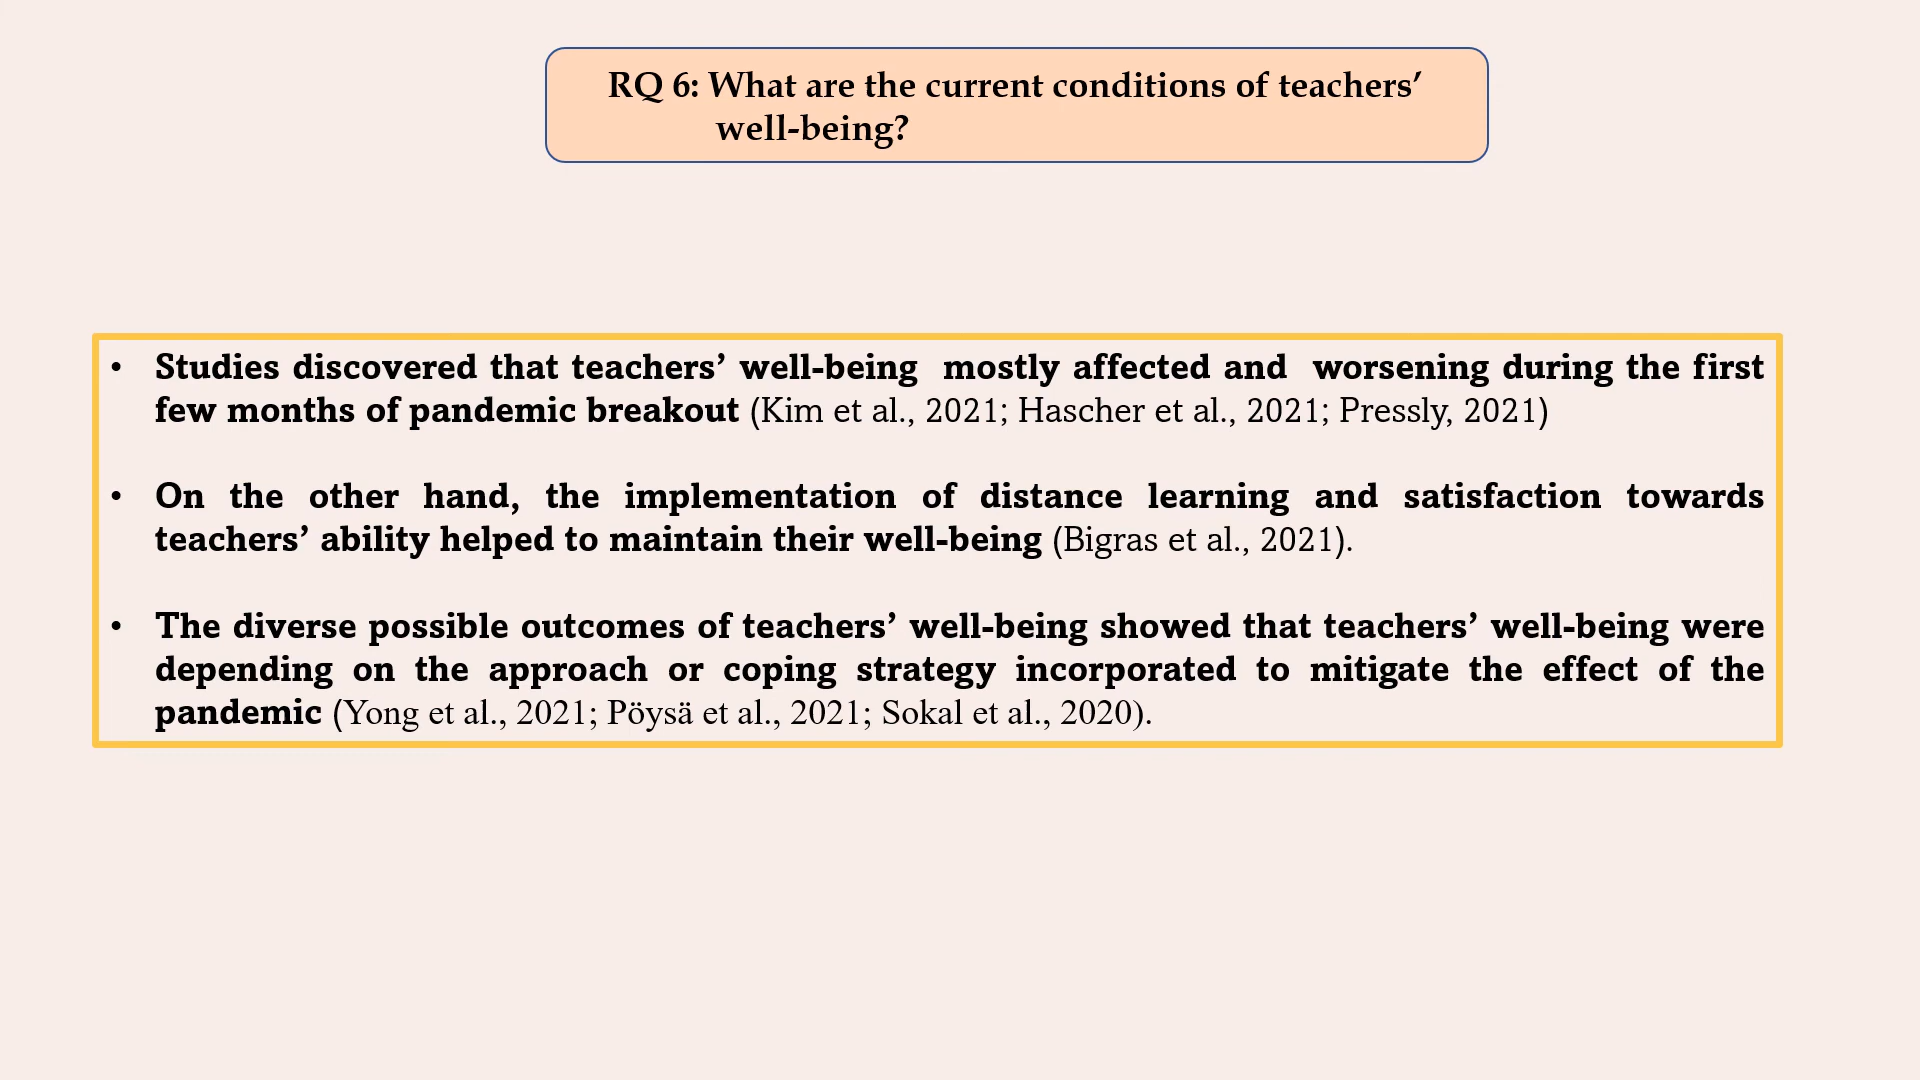 RQ 6: What are the current conditions of teachers’
well-being?
• Studies discovered that teachers’ well-being mostly affected and worsening during the first
few months of pandemic breakout (Kim et al., 2021; Hascher et al., 2021; Pressly, 2021)
• On the other hand, the implementation of distance learning and satisfaction towards
teachers’ ability helped to maintain their well-being (Bigras et al., 2021).
• The diverse possible outcomes of teachers’ well-being showed that teachers’ well-being were
depending on the approach or coping strategy incorporated to mitigate the effect of the
pandemic (Yong et al., 2021; Pöysä et al., 2021; Sokal et al., 2020).